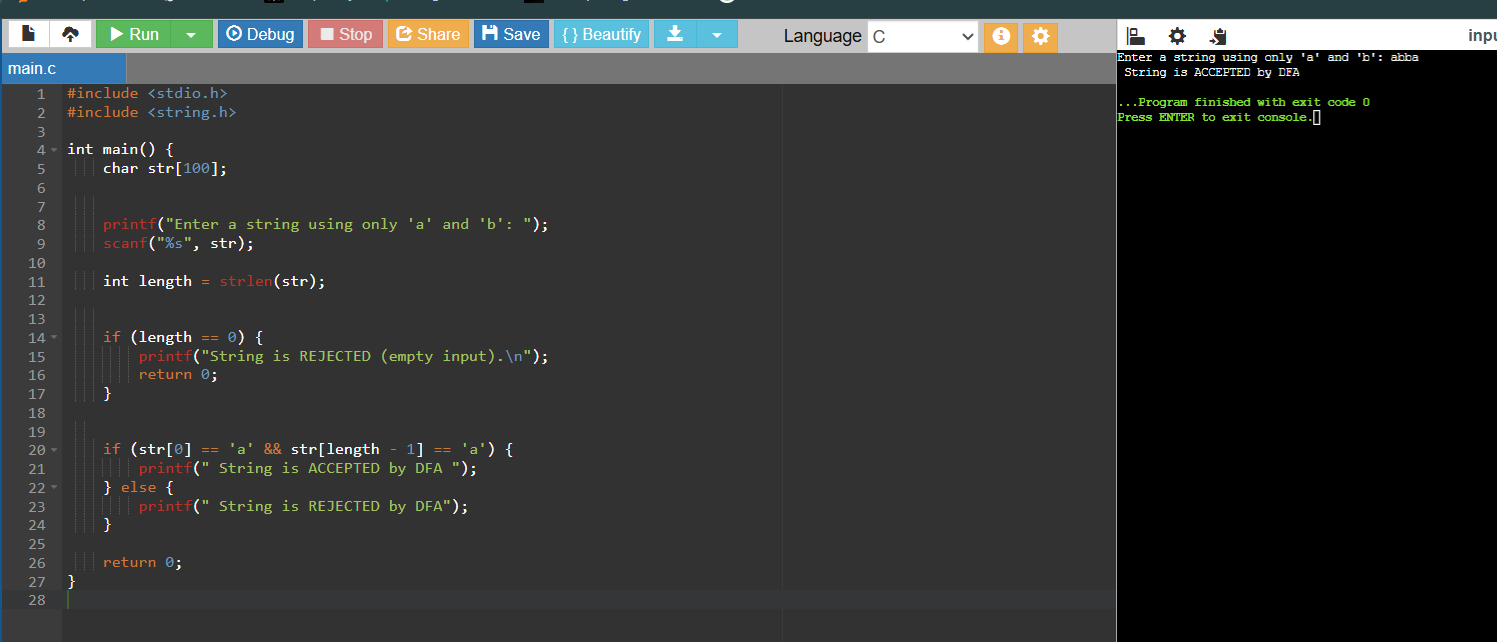 Run Debug Stop Share Save { } Beautify Language C
main.c
1 #include <stdio.h>
2 #include <string.h>
3
4 int main() {
5 char str[100];
6
7
8 printf("Enter a string using only 'a' and 'b': ");
9 scanf("%s", str);
10
11 int length = strlen(str);
12
13
14 if (length == 0) {
15 printf("String is REJECTED (empty input).\n");
16 return 0;
17 }
18
19
20 if (str[0] == 'a' && str[length - 1] == 'a') {
21 printf(" String is ACCEPTED by DFA ");
22 } else {
23 printf(" String is REJECTED by DFA");
24 }
25
26 return 0;
27 }
28
Enter a string using only 'a' and 'b': abba
String is ACCEPTED by DFA
...Program finished with exit code 0
Press ENTER to exit console.